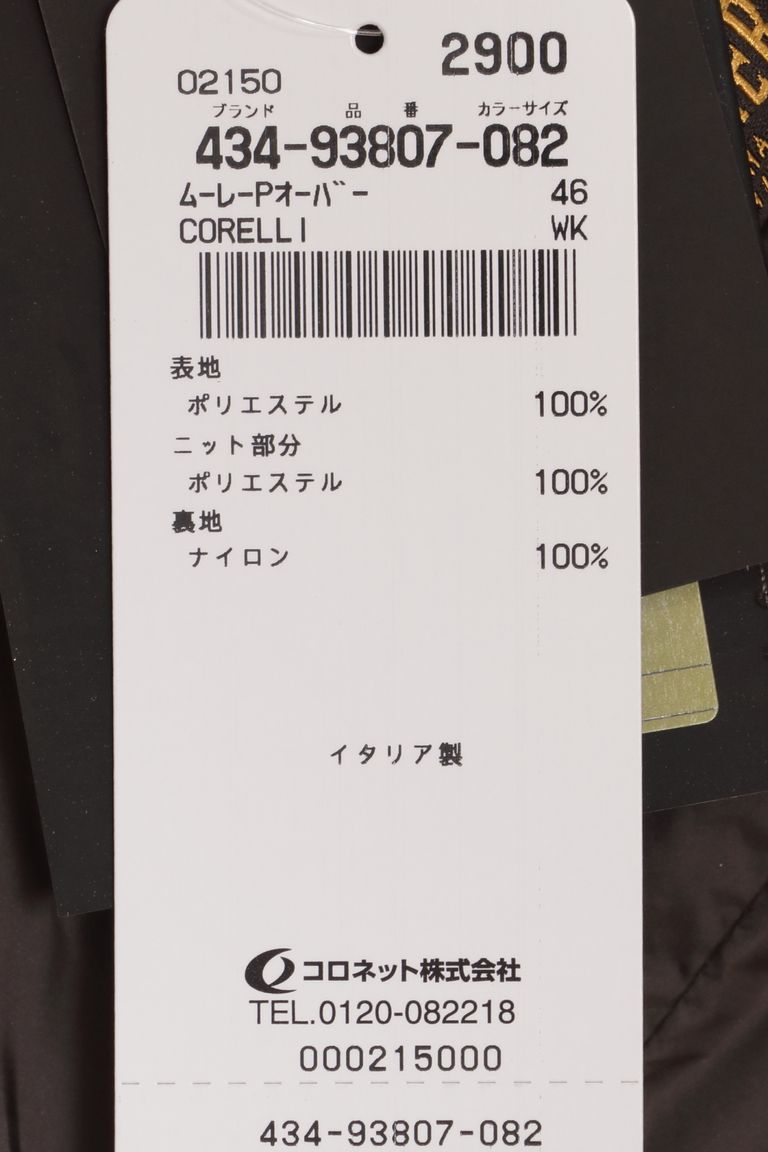 2900
02150
ブランド 品 番 カラーサイズ
434-93807-082
ムーレーPオーバー 46
CORELLI WK
表地
ポリエステル 100%
ニット部分
ポリエステル 100%
裏地
ナイロン 100%
イタリア製
コロネット株式会社
TEL.0120-082218
000215000
434-93807-082